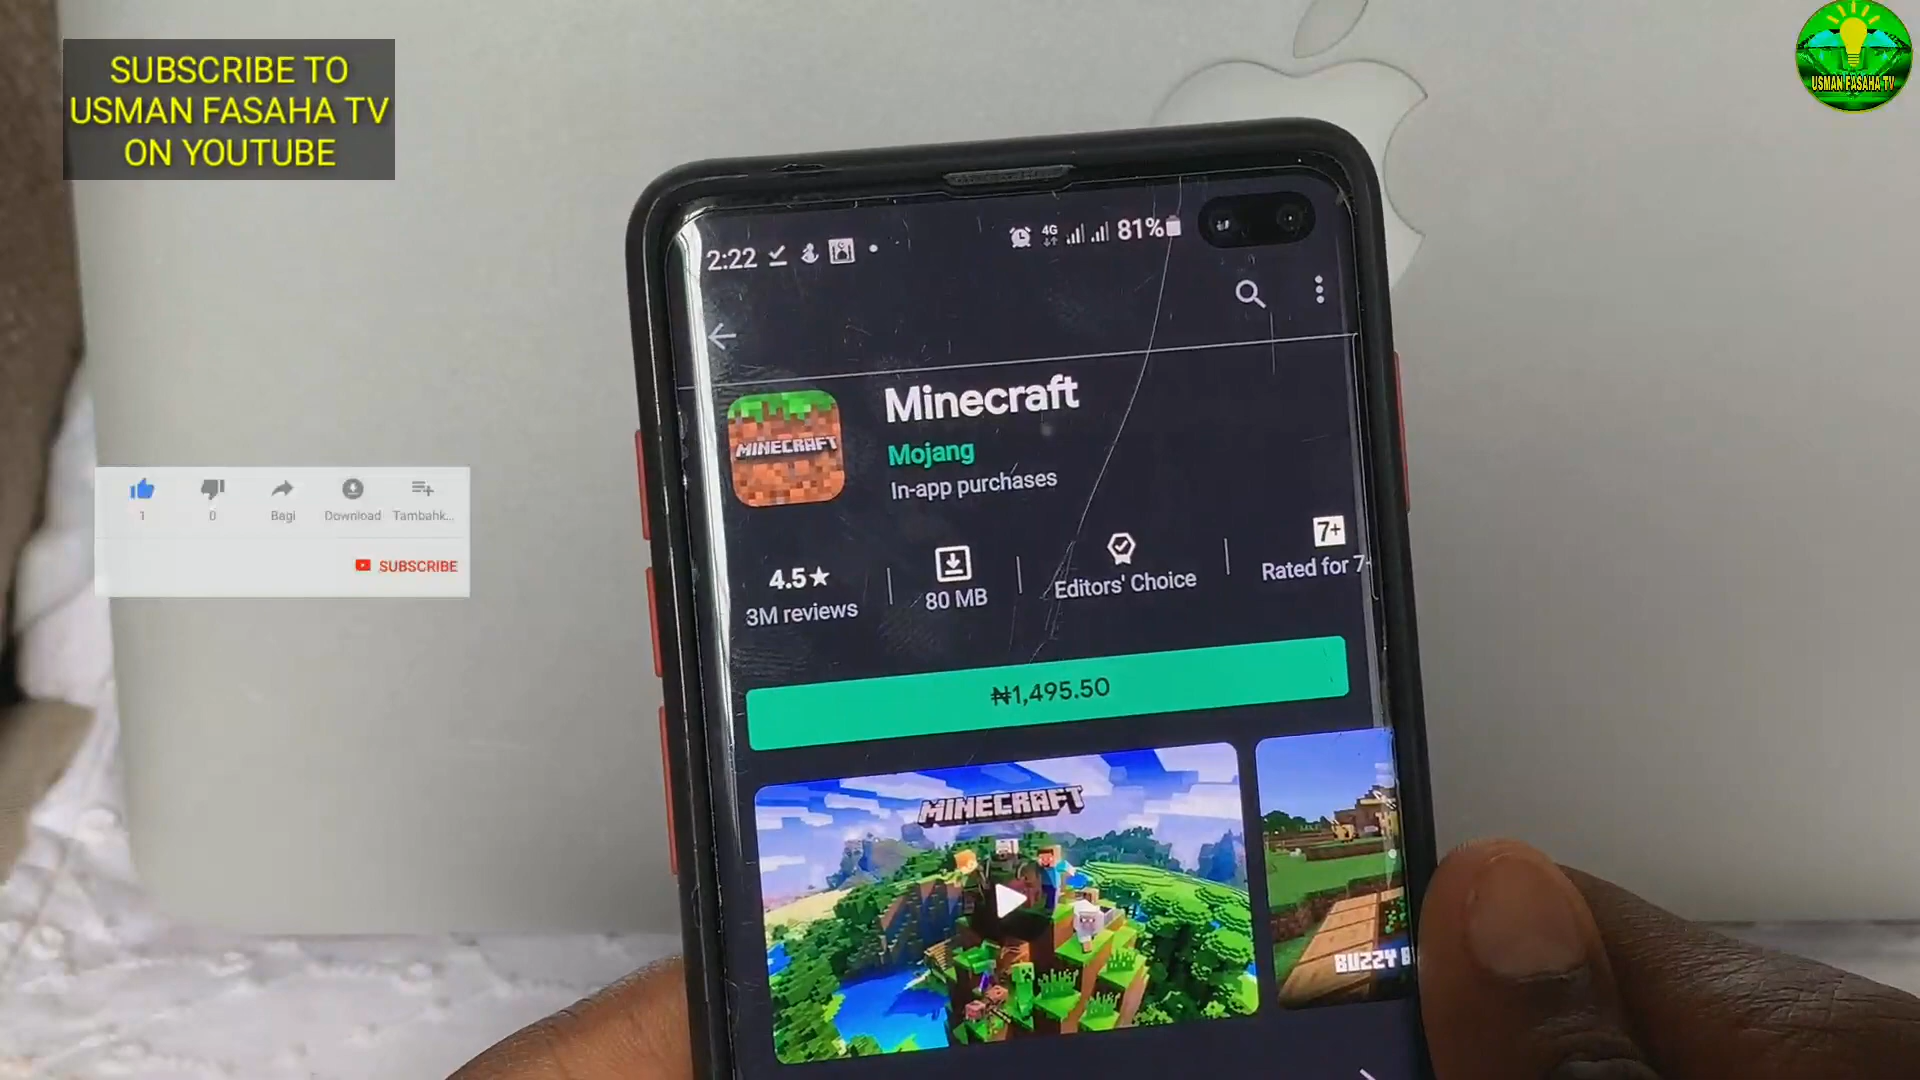 SUBSCRIBE TO
USMAN FASAHA TV
ON YOUTUBE
USMAN FASAHA TV
2:22
4G
81%
Minecraft
MINECRAFT
Mojang
In-app purchases
4.5★
3M reviews
80 MB
Editors' Choice
7+
Rated for 7
₦1,495.50
MINECRAFT
BUZZY B
1
0
Bagi
Download
Tambahk...
SUBSCRIBE